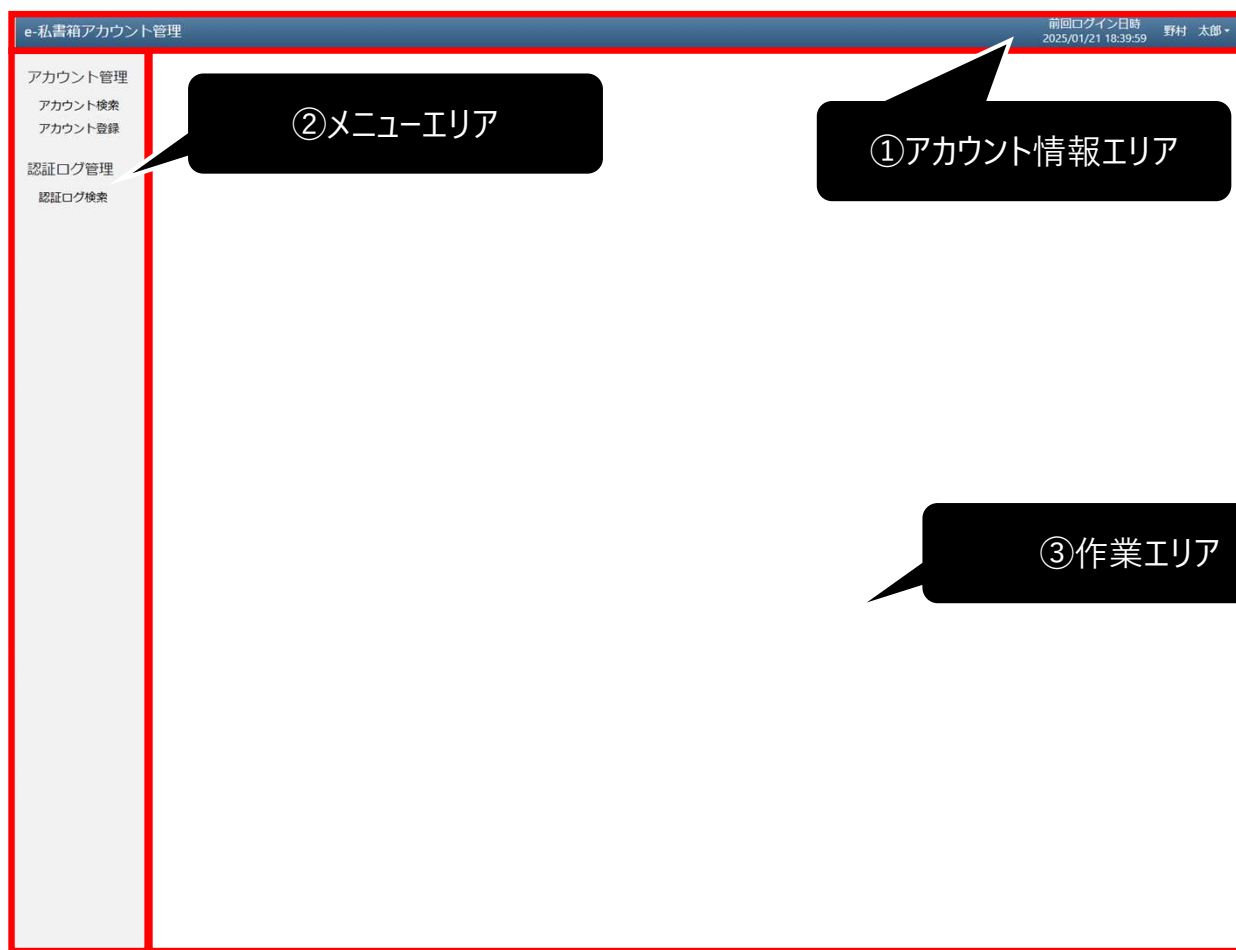 e-私書箱アカウント管理
前回ログイン日時
2025/01/21 18:39:59
野村 太郎
アカウント管理
アカウント検索
アカウント登録
認証ログ管理
認証ログ検索
②メニューエリア
①アカウント情報エリア
③作業エリア